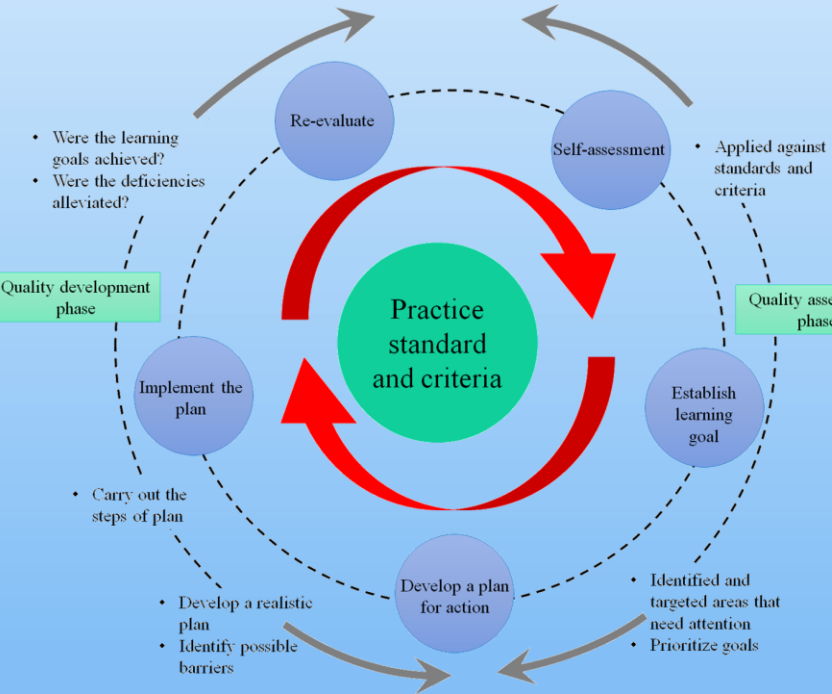 Re-evaluate
Self-assessment
• Were the learning
goals achieved?
• Were the deficiencies
alleviated?
• Applied against
standards and
criteria
Quality development
phase
Quality
phase
Practice
standard
and criteria
Implement the
plan
Establish
learning
goal
• Carry out the
steps of plan
Develop a plan
for action
• Develop a realistic
plan
• Identify possible
barriers
• Identified and
targeted areas that
need attention
• Prioritize goals